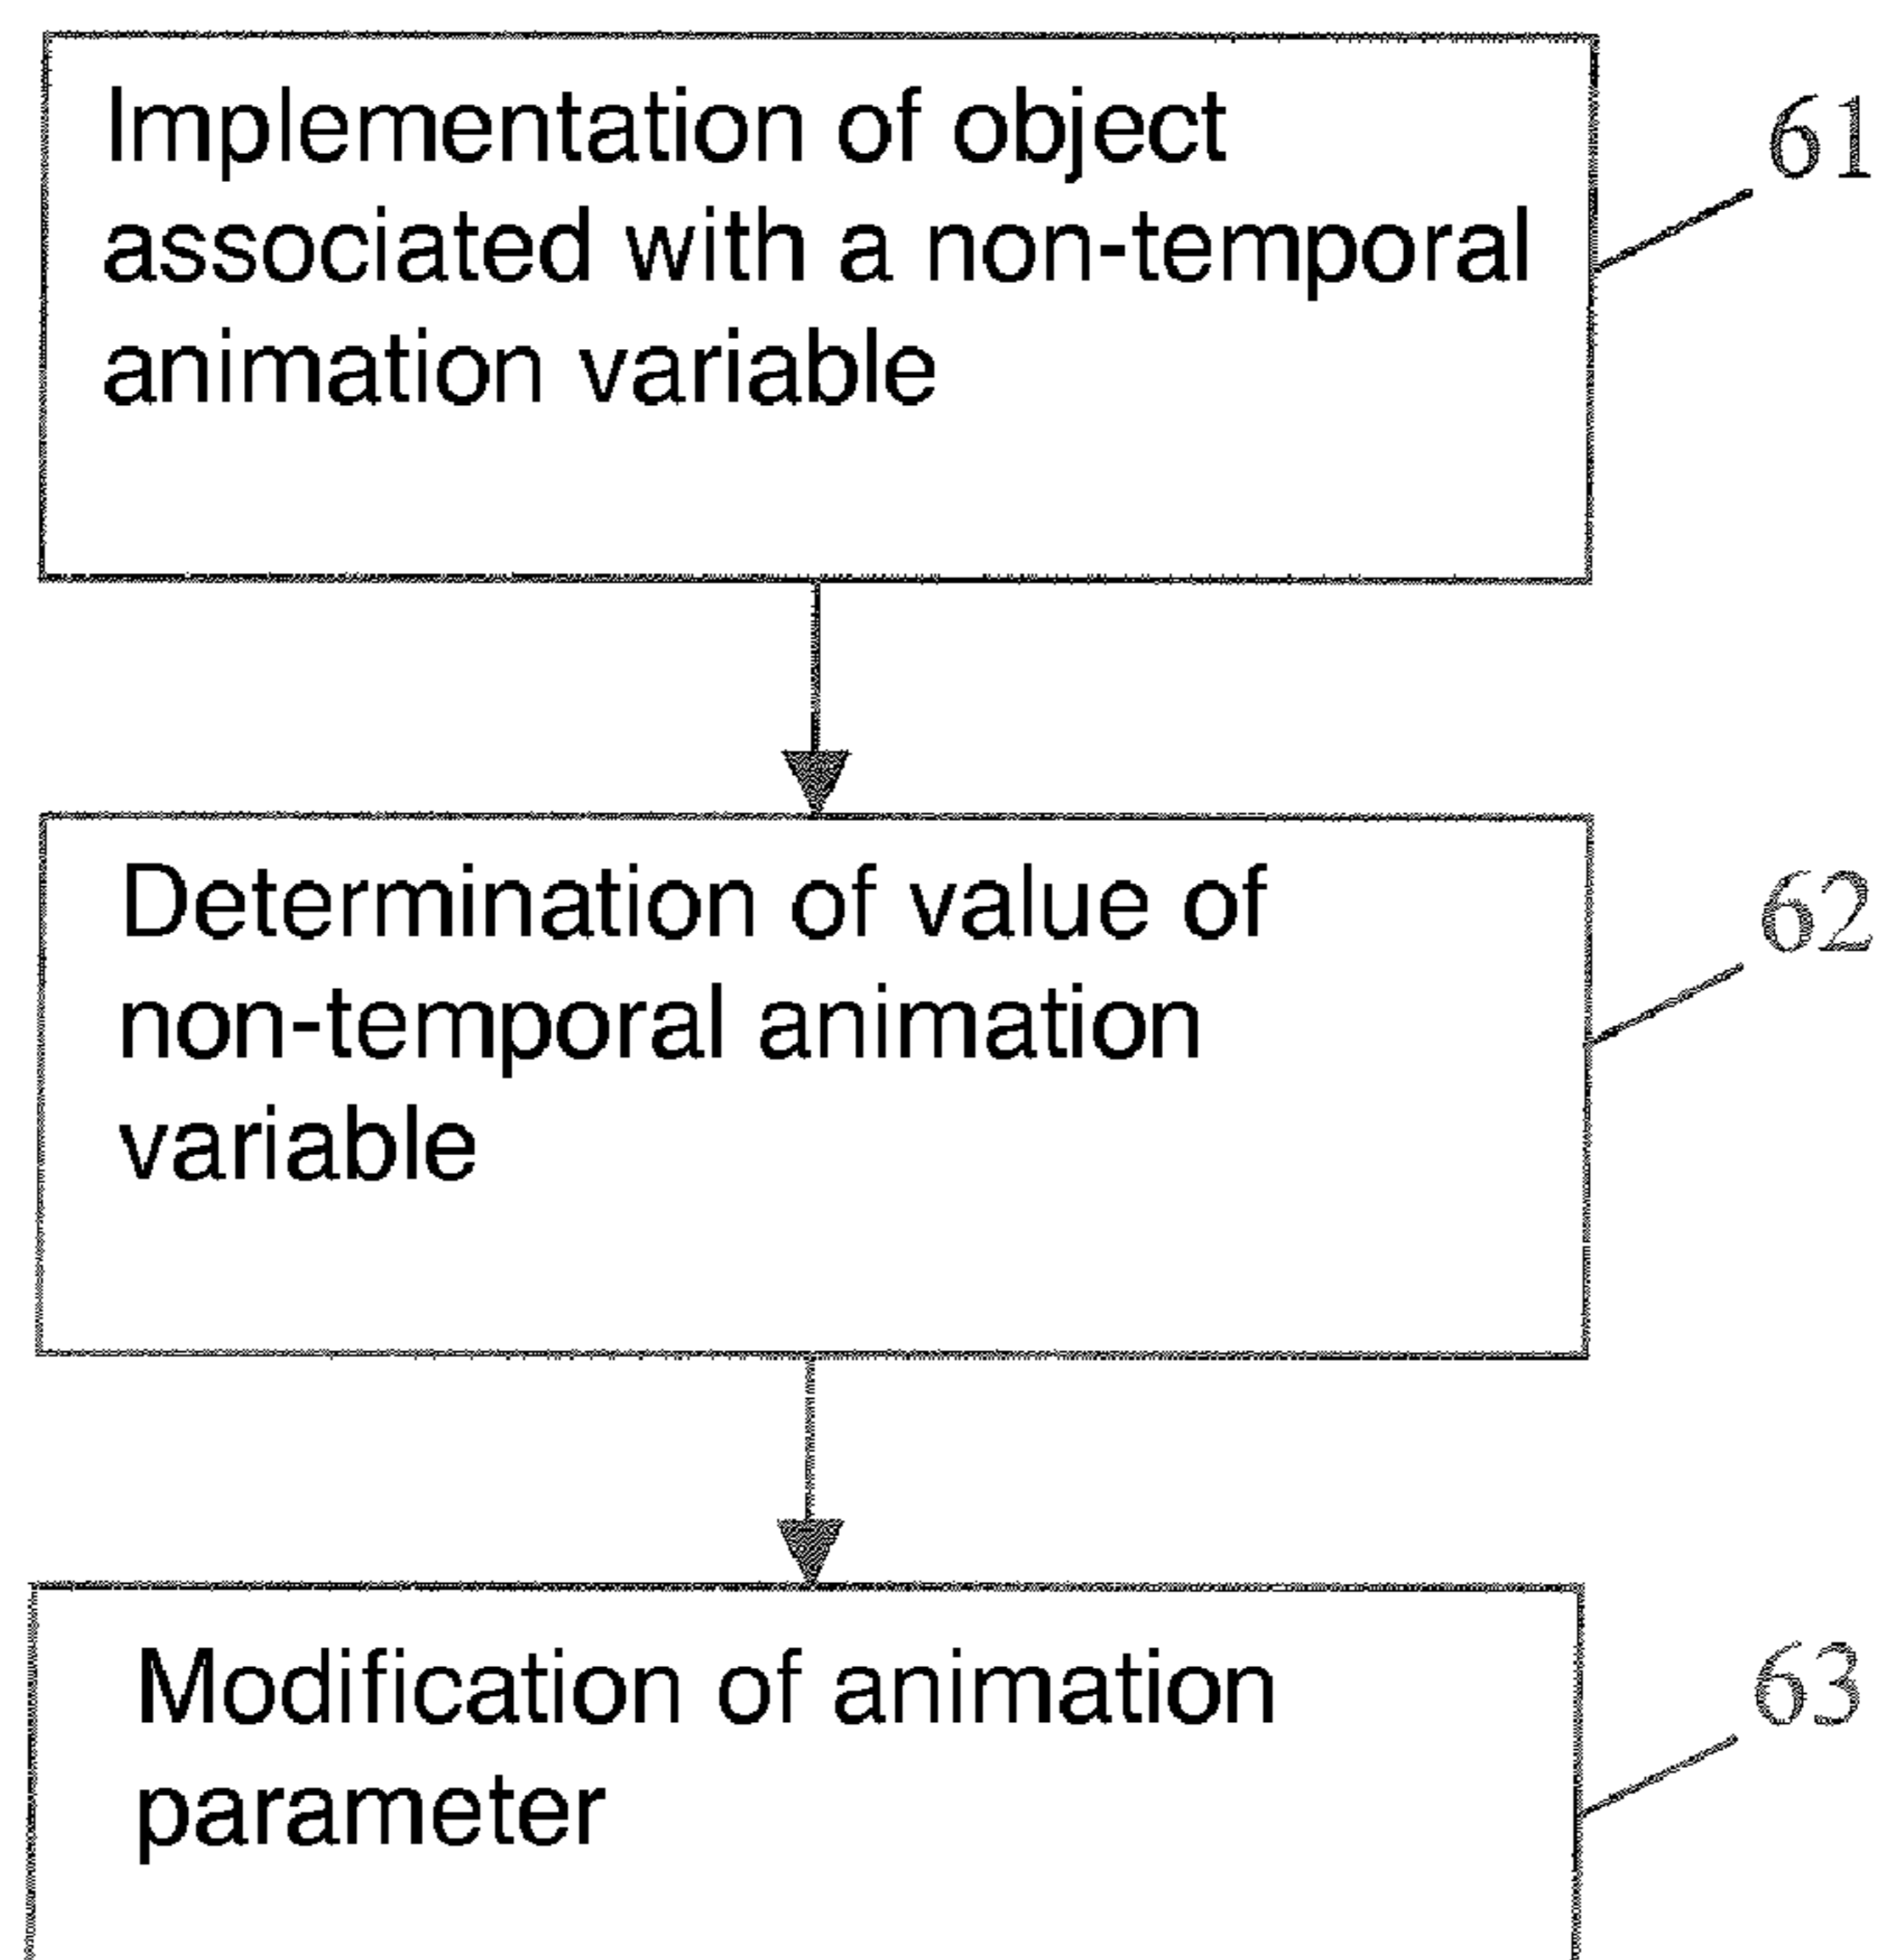 Implementation of object
associated with a non-temporal
animation variable
61
Determination of value of
non-temporal animation
variable
62
Modification of animation
parameter
63